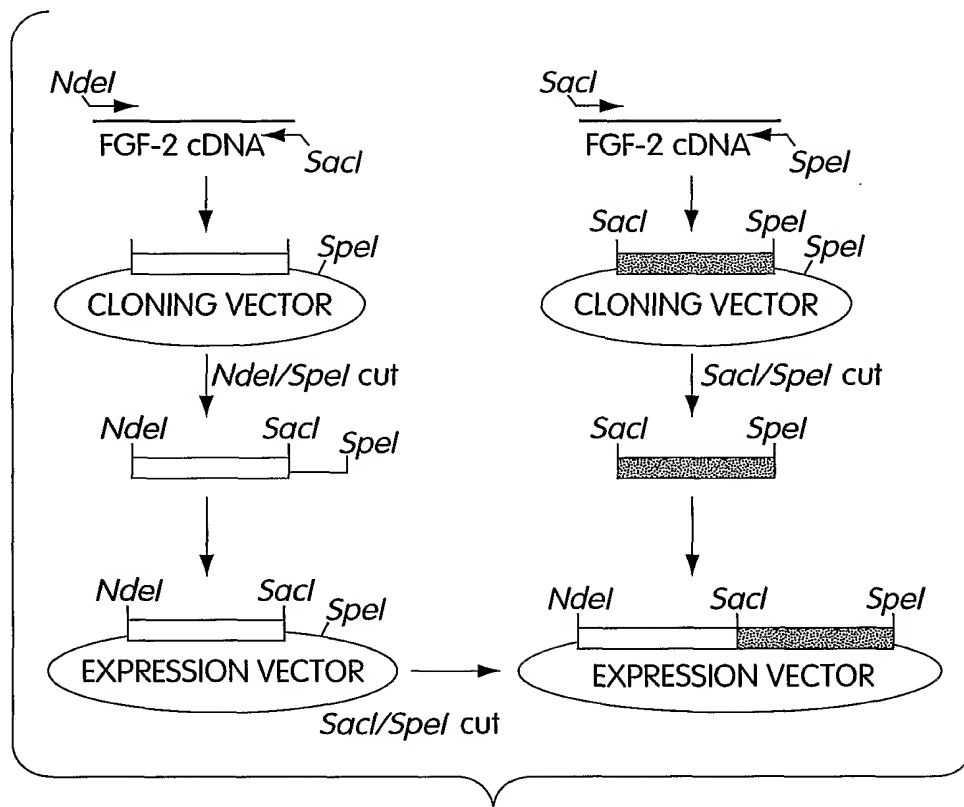 NdeI
FGF-2 cDNA
SacI
SacI
FGF-2 cDNA
SpeI
SpeI
CLONING VECTOR
SacI
SpeI
SpeI
CLONING VECTOR
NdeI/SpeI cut
SacI/SpeI cut
NdeI
SacI
SpeI
SacI
SpeI
NdeI
SacI
SpeI
EXPRESSION VECTOR
SacI/SpeI cut
NdeI
SacI
SpeI
EXPRESSION VECTOR